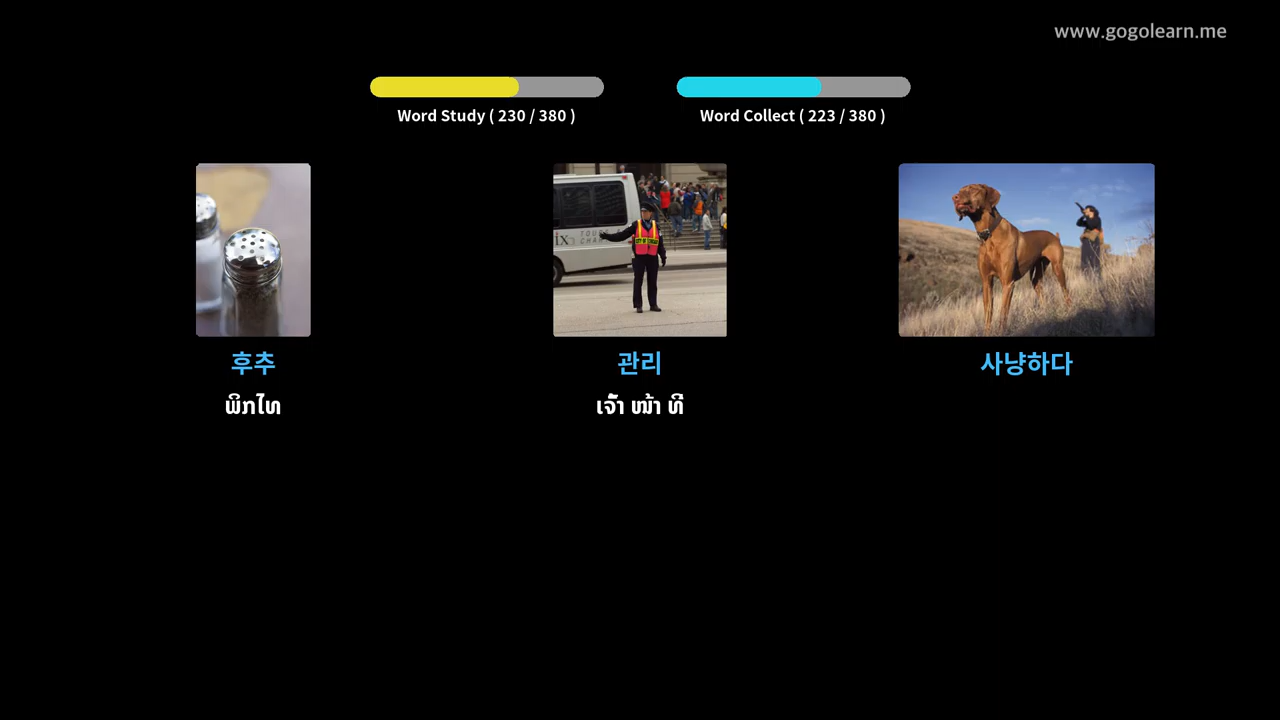 www.gogolearn.me
Word Study ( 230 / 380 )
Word Collect ( 223 / 380 )
후추
관리
사냥하다
ພິກໄທ
ເຈົ້າ ໜ້າ ທີ່